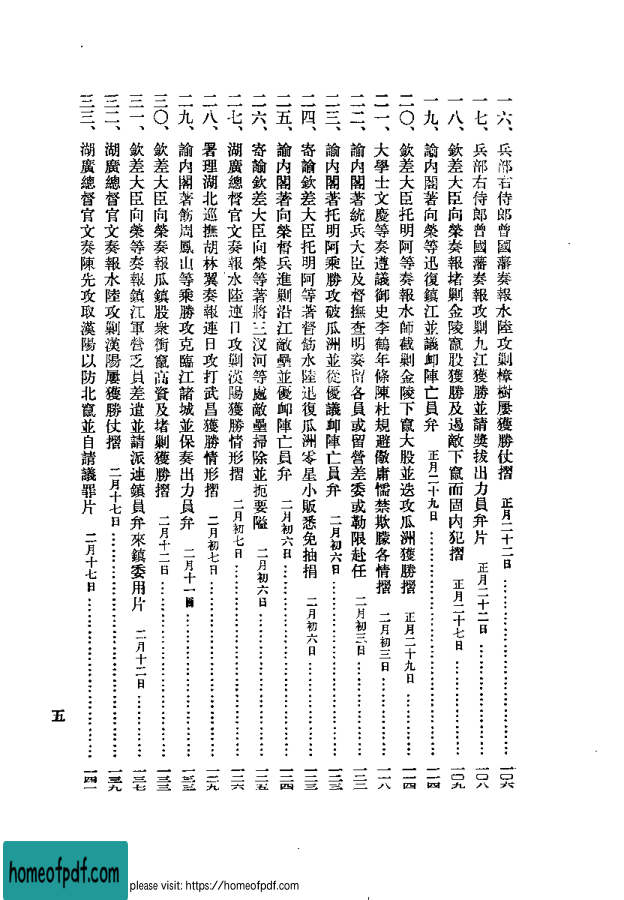 一六、兵部右侍郎曾國藩奏報水陸攻剿樟樹屢獲勝仗摺 正月二十二日……一〇六
一七、兵部右侍郎曾國藩奏報攻剿九江獲勝並請獎拔出力員弁片 正月二十二日……一〇八
一八、欽差大臣向榮奏報堵剿金陵竄股獲勝及遏敵下竄而固內犯摺 正月二十七日……一〇九
一九、諭內閣著向榮等迅復鎮江並議卹陣亡員弁 正月二十九日……一一四
二〇、欽差大臣托明阿等奏報水師截剿金陵下竄大股並迭攻瓜洲獲勝摺 正月二十九日……一一四
二一、大學士文慶等奏遵議御史李鶴年條陳杜規避儆庸懦禁欺朦各情摺 二月初三日……一一八
二二、諭內閣著統兵大臣及督撫查明奏留各員或留營差委或勒限赴任 二月初三日……一二二
二三、諭內閣著托明阿乘勝攻破瓜洲並從優議卹陣亡員弁 二月初六日……一二三
二四、寄諭欽差大臣托明阿等著督飭水陸迅復瓜洲零星小販悉免抽捐 二月初六日……一二三
二五、諭內閣著向榮督兵進剿沿江敵壘並優卹陣亡員弁 二月初六日……一二四
二六、寄諭欽差大臣向榮等著將三汊河等處敵壘掃除並扼要隘 二月初六日……一二五
二七、湖廣總督官文奏報水陸連日攻剿漢陽獲勝情形摺 二月初七日……一二六
二八、署理湖北巡撫胡林翼奏報連日攻打武昌獲勝情形摺 二月初七日……一二九
二九、諭內閣著飭周鳳山等乘勝攻克臨江諸城並保奏出力員弁 二月十一日……一三三
三〇、欽差大臣向榮奏報瓜鎮股衆衝竄高資及堵剿獲勝摺 二月十二日……一三三
三一、欽差大臣向榮等奏報鎮江軍營乏員差遣並請派連鎮員弁來鎮委用片 二月十二日……一三七
三二、湖廣總督官文奏報水陸攻剿漢陽屢獲勝仗摺 二月十七日……一三九
三三、湖廣總督官文奏陳先攻取漢陽以防北竄並自請議罪片 二月十七日……一四一
五
homeofpdf.com
please visit: https://homeofpdf.com